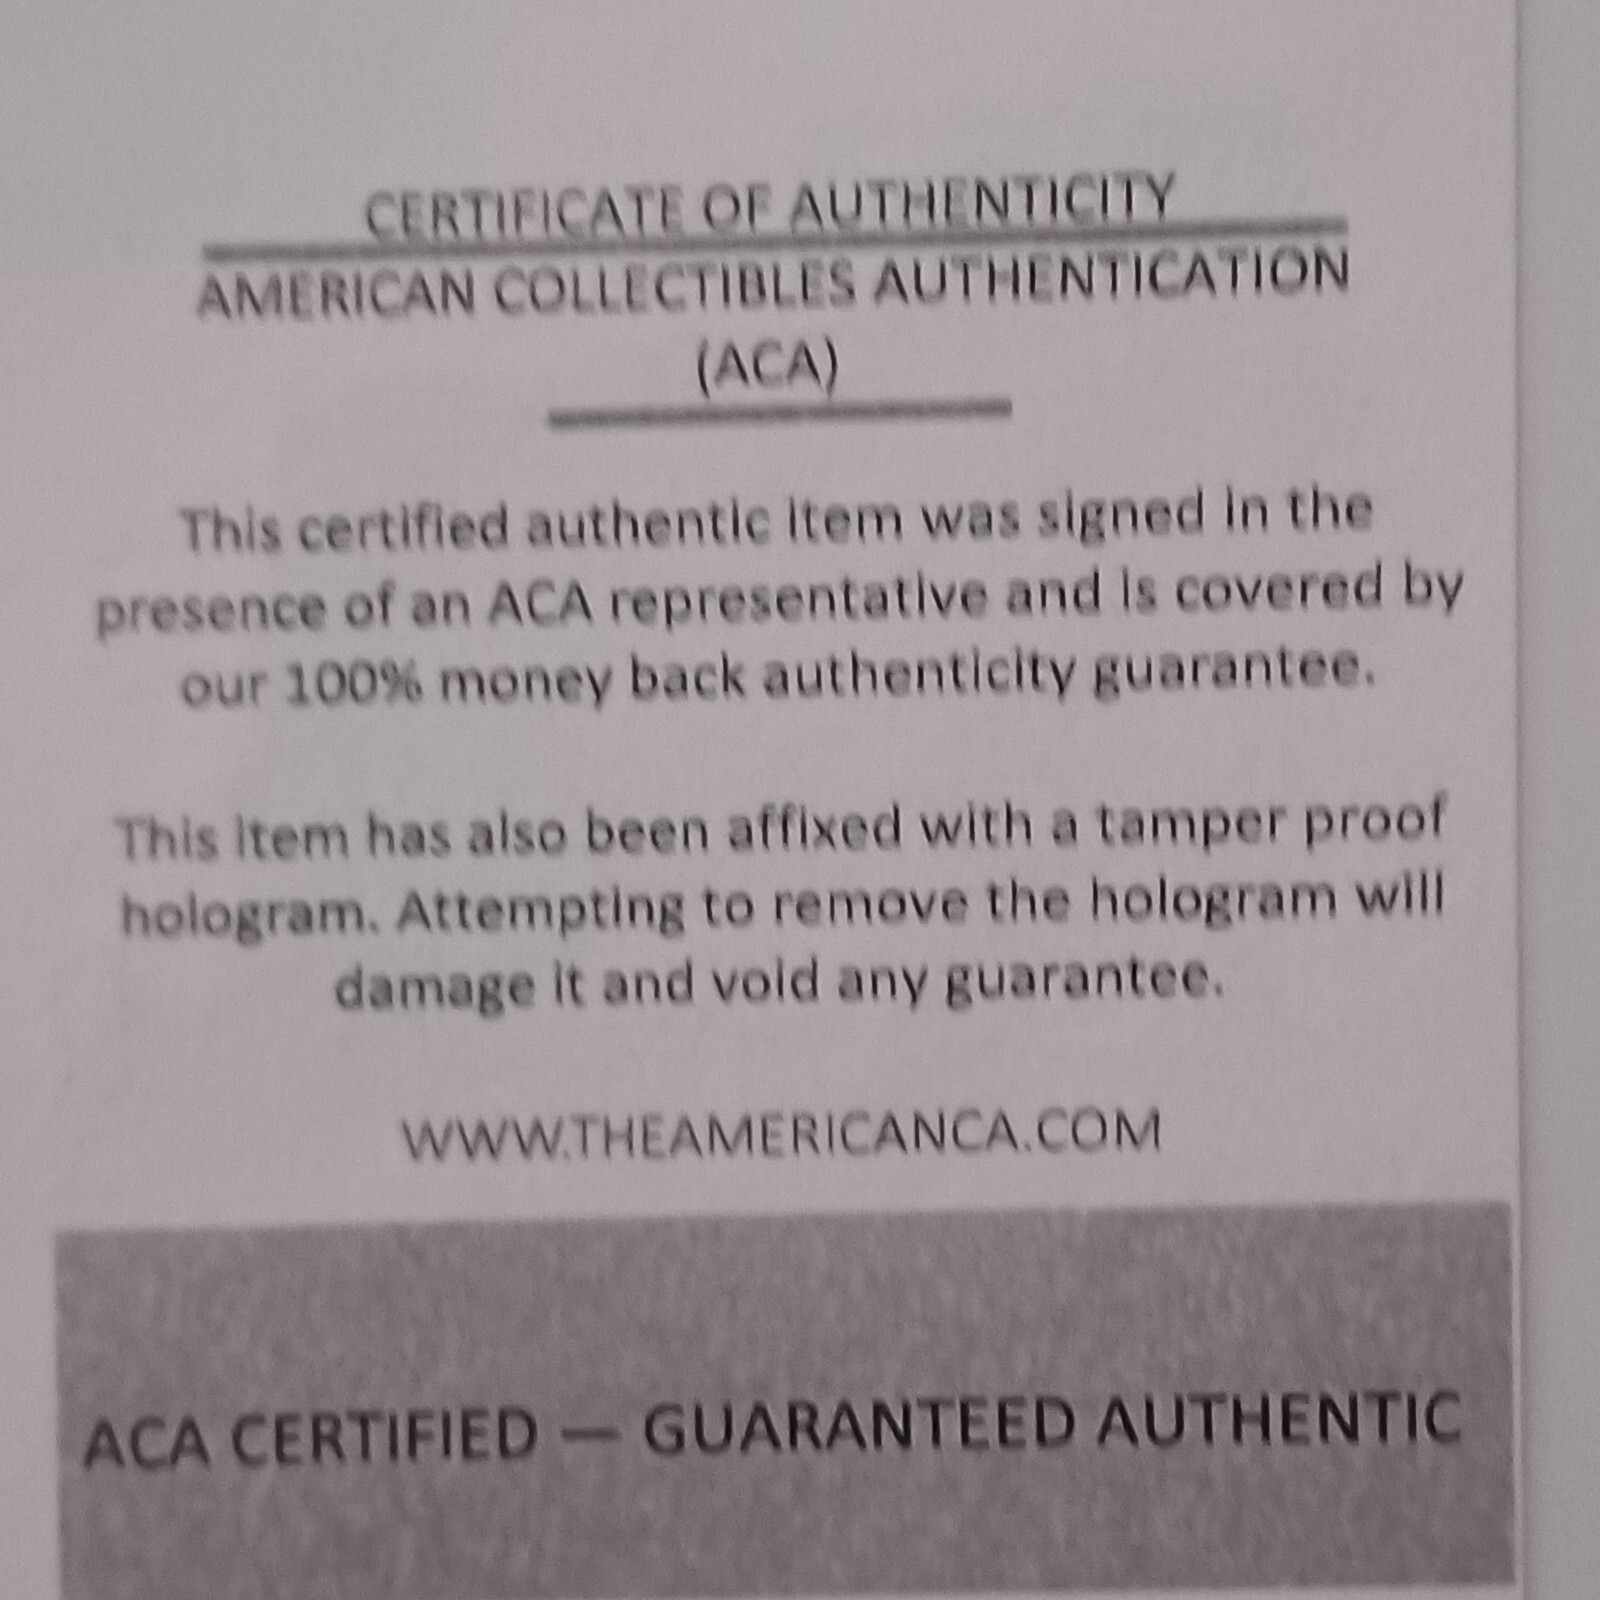 CERTIFICATE OF AUTHENTICITY
AMERICAN COLLECTIBLES AUTHENTICATION
(ACA)
This certified authentic item was signed in the
presence of an ACA representative and is covered by
our 100% money back authenticity guarantee.
This item has also been affixed with a tamper proof
hologram. Attempting to remove the hologram will
damage it and void any guarantee.
WWW.THEAMERICANCA.COM
ACA CERTIFIED — GUARANTEED AUTHENTIC